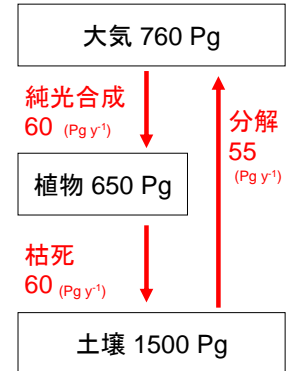 大気 760 Pg
純光合成
60 (Pg y-1)
分解
55
(Pg y-1)
植物 650 Pg
枯死
60 (Pg y-1)
土壌 1500 Pg